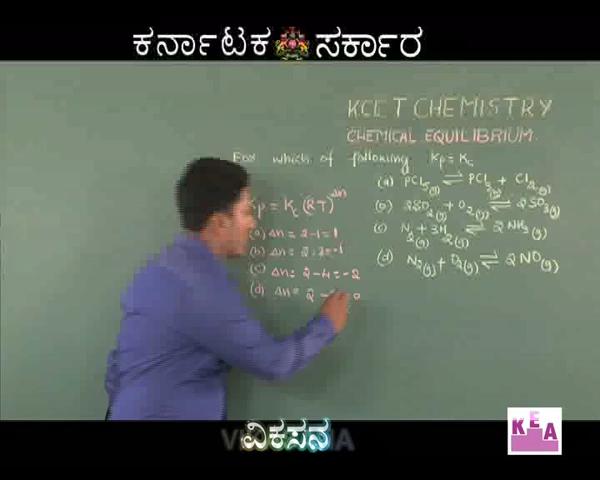 ಕರ್ನಾಟಕ ಸರ್ಕಾರ
KCET CHEMISTRY
CHEMICAL EQUILIBRIUM
For which of following Kp = Kc
(a) PCl5(g) ⇌ PCl3(g) + Cl2(g)
(b) 2SO2(g) + O2(g) ⇌ 2SO3(g)
(c) N2(g) + 3H2(g) ⇌ 2NH3(g)
(d) N2(g) + O2(g) ⇌ 2NO(g)
Kp = Kc (RT)Δn
(a) Δn = 2-1 = 1
(b) Δn = 2-3 = -1
(c) Δn = 2-4 = -2
(d) Δn = 2 - 0
ವಿಕಸನ
KEA